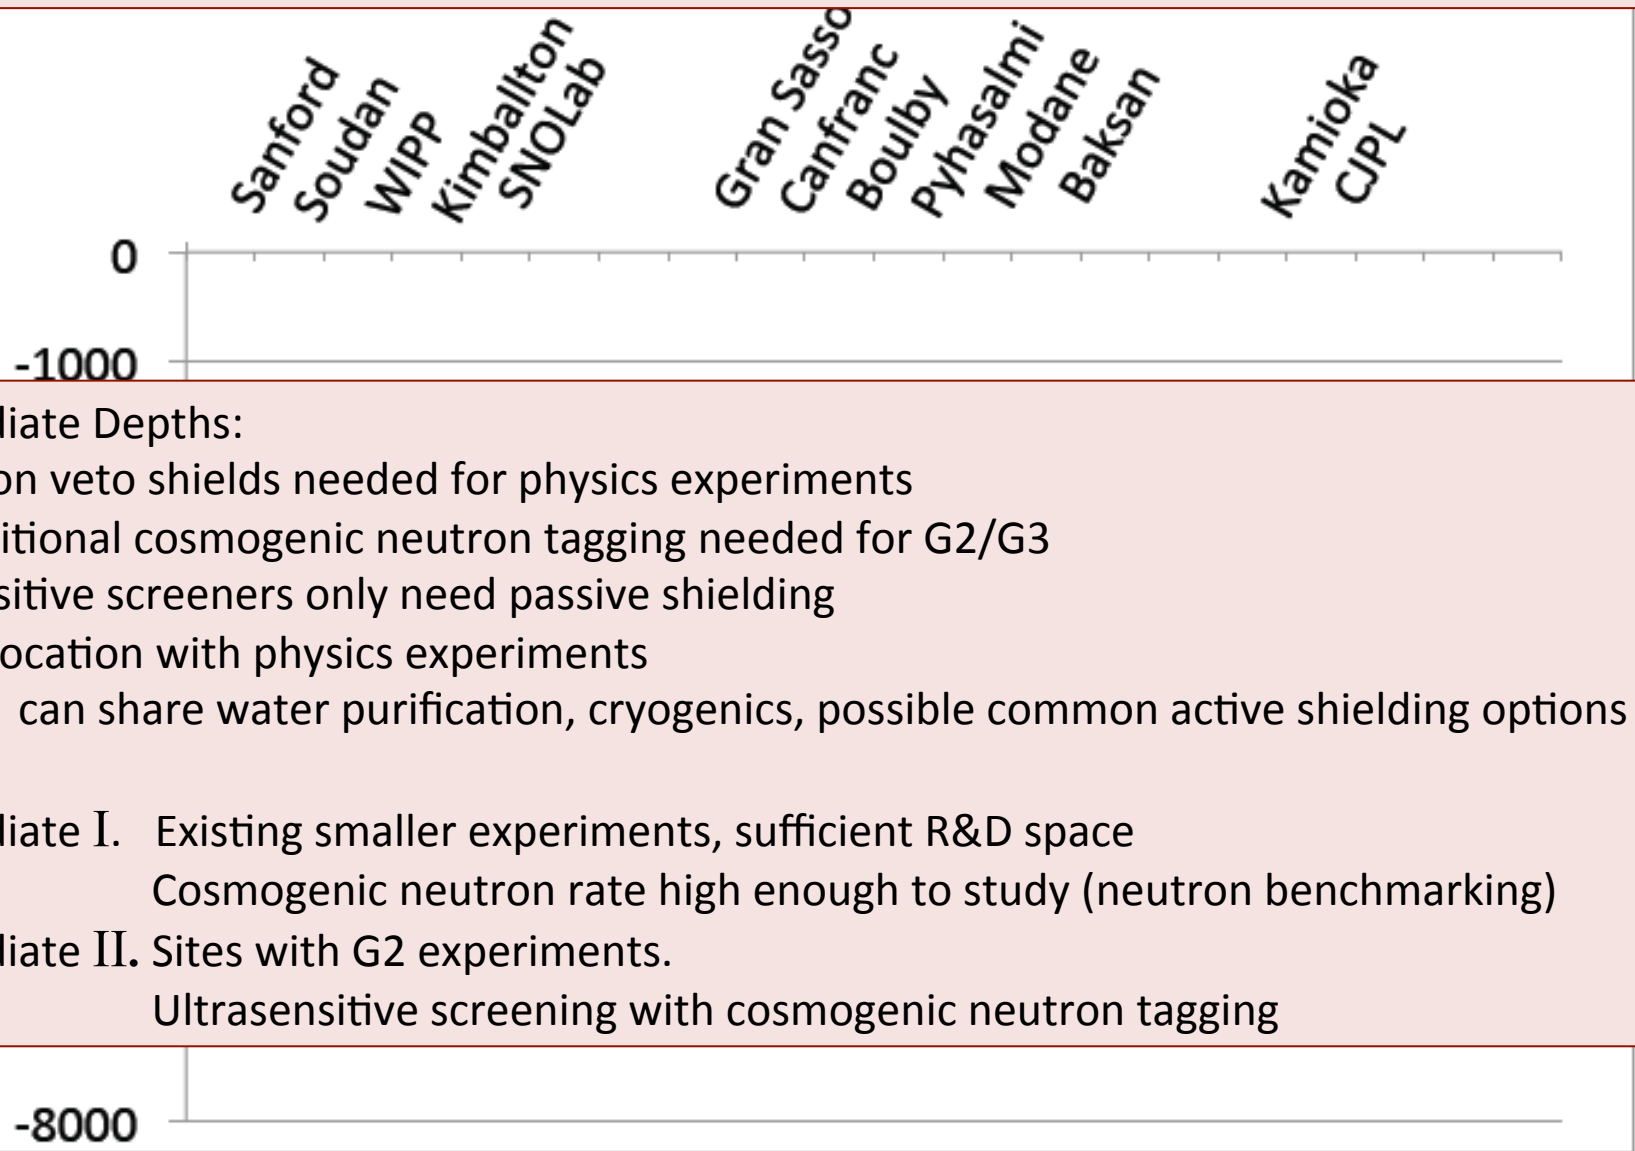 Sanford
Soudan
WIPP
Kimballton
SNOLab
Gran Sasso
Canfranc
Boulby
Pyhasalmi
Modane
Baksan
Kamioka
CJPL
0
-1000
diate Depths:
on veto shields needed for physics experiments
itional cosmogenic neutron tagging needed for G2/G3
sitive screeners only need passive shielding
ocation with physics experiments
can share water purification, cryogenics, possible common active shielding options
diate I. Existing smaller experiments, sufficient R&D space
Cosmogenic neutron rate high enough to study (neutron benchmarking)
diate II. Sites with G2 experiments.
Ultrasensitive screening with cosmogenic neutron tagging
-8000